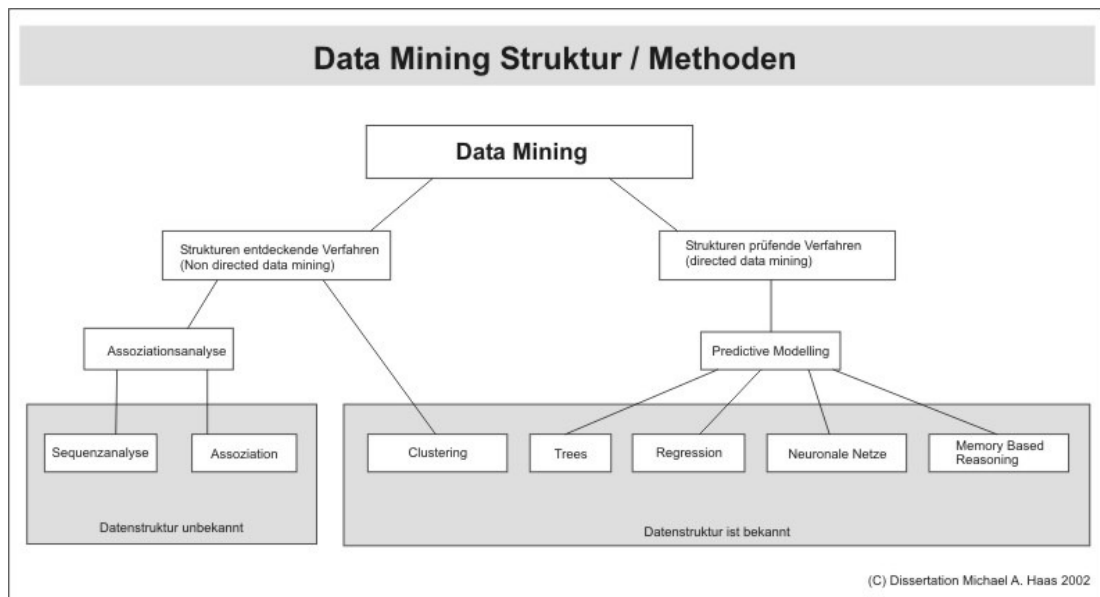 Data Mining Struktur / Methoden
Data Mining
Strukturen entdeckende Verfahren
(Non directed data mining)
Strukturen prüfende Verfahren
(directed data mining)
Assoziationsanalyse
Predictive Modelling
Sequenzanalyse
Assoziation
Clustering
Trees
Regression
Neuronale Netze
Memory Based
Reasoning
Datenstruktur unbekannt
Datenstruktur ist bekannt
(C) Dissertation Michael A. Haas 2002